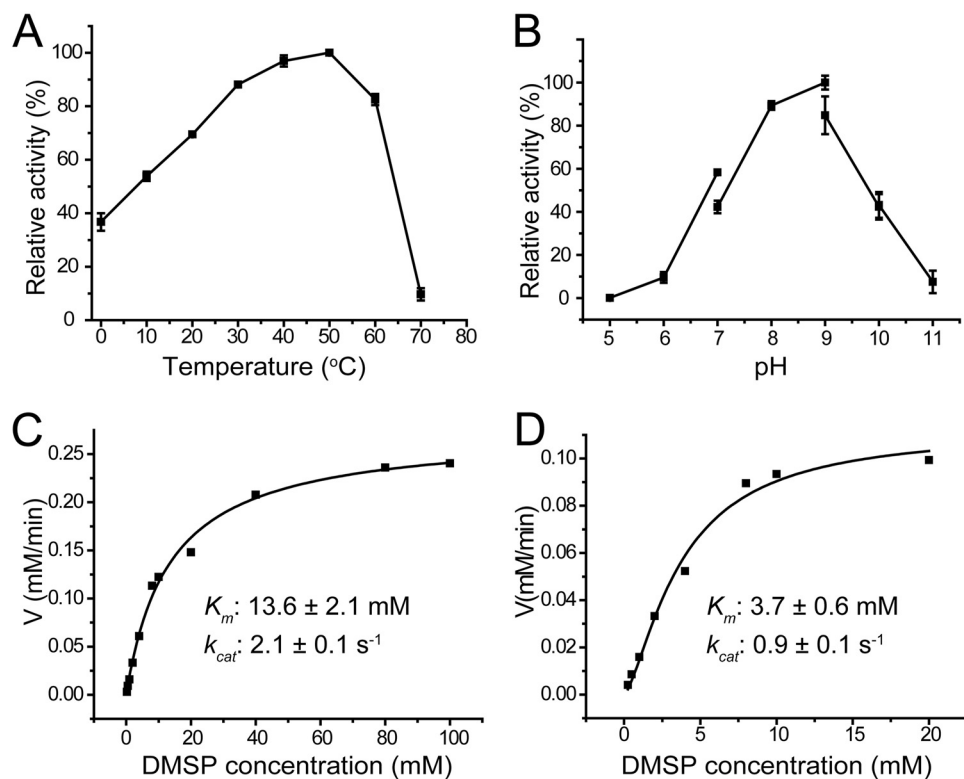 A
Relative activity (%)
100
80
60
40
20
0
0 10 20 30 40 50 60 70 80
Temperature (°C)
B
Relative activity (%)
100
80
60
40
20
0
5 6 7 8 9 10 11
pH
C
V (mM/min)
0.25
0.20
0.15
0.10
0.05
0.00
Km: 13.6 ± 2.1 mM
kcat: 2.1 ± 0.1 s-1
0 20 40 60 80 100
DMSP concentration (mM)
D
V(mM/min)
0.10
0.08
0.06
0.04
0.02
0.00
Km: 3.7 ± 0.6 mM
kcat: 0.9 ± 0.1 s-1
0 5 10 15 20
DMSP concentration (mM)